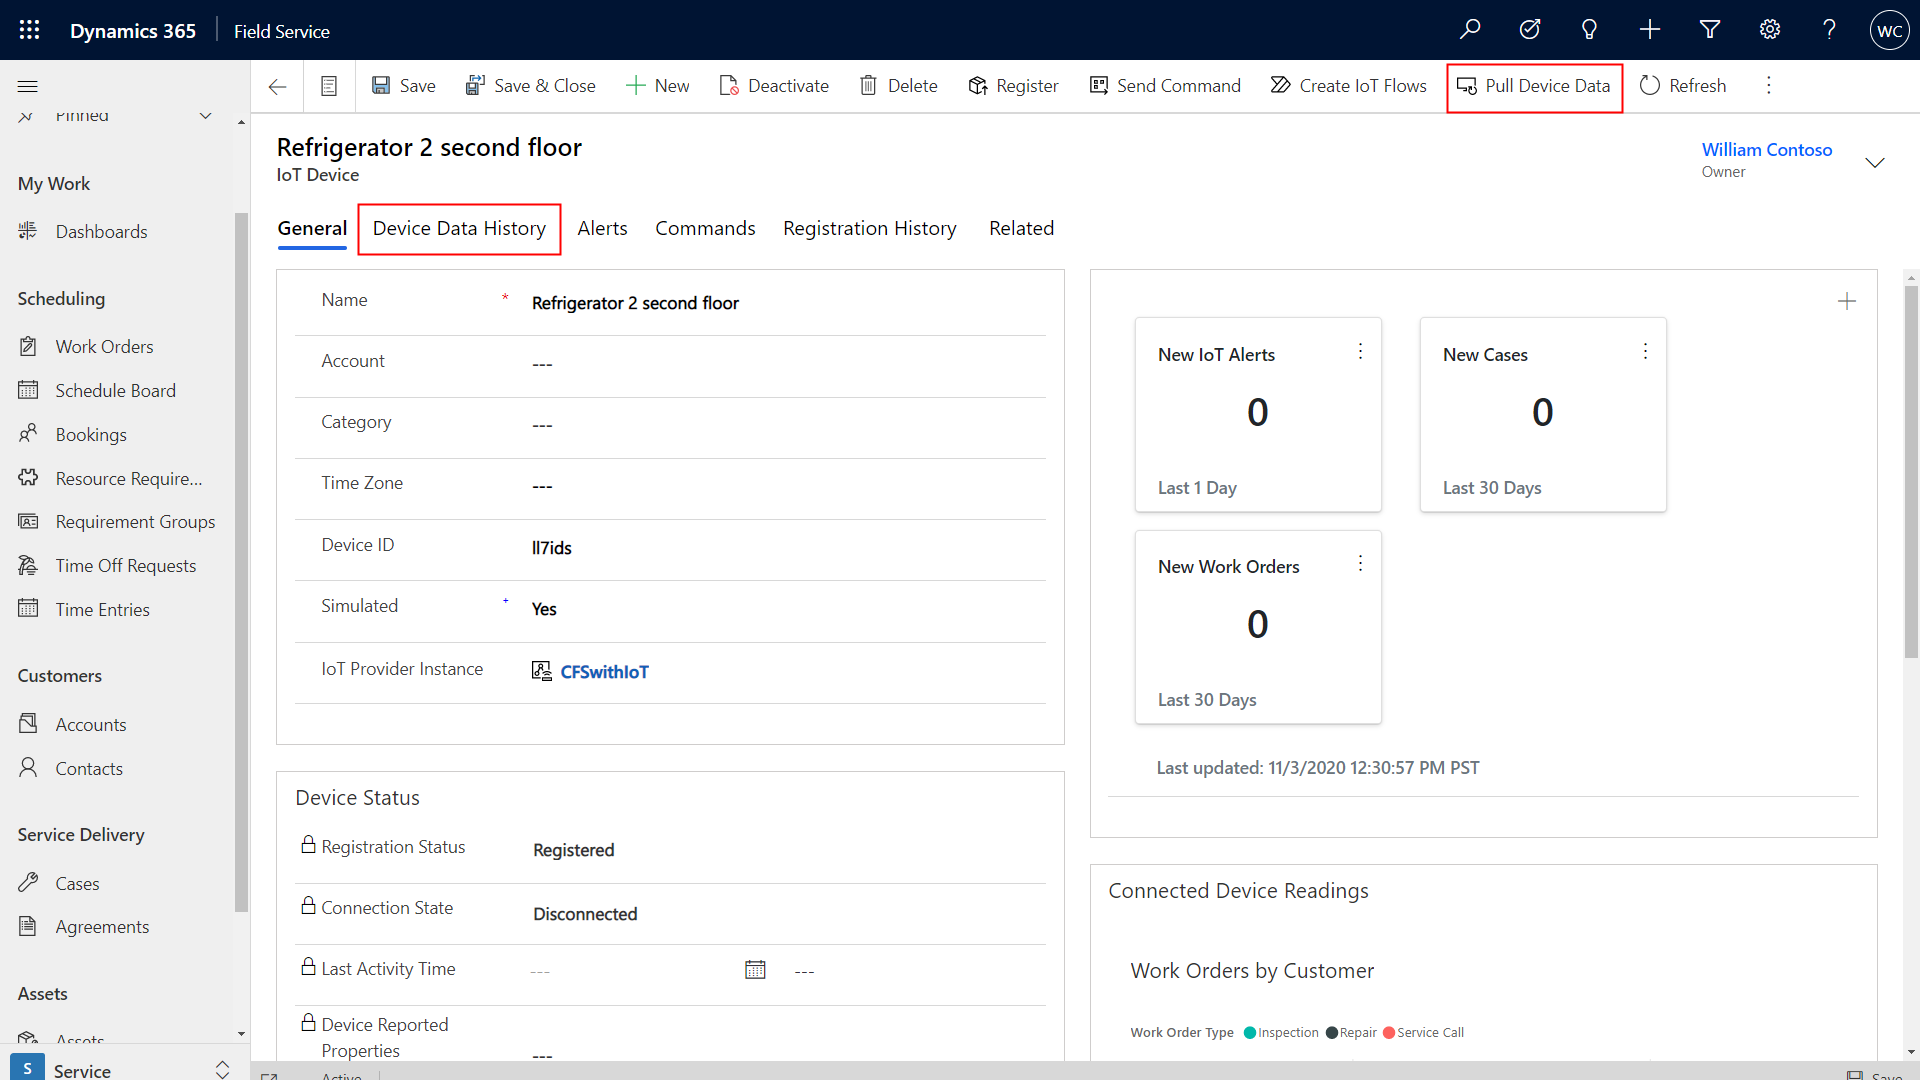 Dynamics 365 | Field Service
WC
Save
Save & Close
New
Deactivate
Delete
Register
Send Command
Create IoT Flows
Pull Device Data
Refresh
Pinned
My Work
Dashboards
Scheduling
Work Orders
Schedule Board
Bookings
Resource Require...
Requirement Groups
Time Off Requests
Time Entries
Customers
Accounts
Contacts
Service Delivery
Cases
Agreements
Assets
Assets
S Service
Refrigerator 2 second floor
IoT Device
William Contoso
Owner
General
Device Data History
Alerts
Commands
Registration History
Related
Name * Refrigerator 2 second floor
Account ---
Category ---
Time Zone ---
Device ID ll7ids
Simulated + Yes
IoT Provider Instance CFSwithIoT
Device Status
Registration Status Registered
Connection State Disconnected
Last Activity Time --- ---
Device Reported
Properties ---
New IoT Alerts
0
Last 1 Day
New Cases
0
Last 30 Days
New Work Orders
0
Last 30 Days
Last updated: 11/3/2020 12:30:57 PM PST
Connected Device Readings
Work Orders by Customer
Work Order Type Inspection Repair Service Call
Active
Save